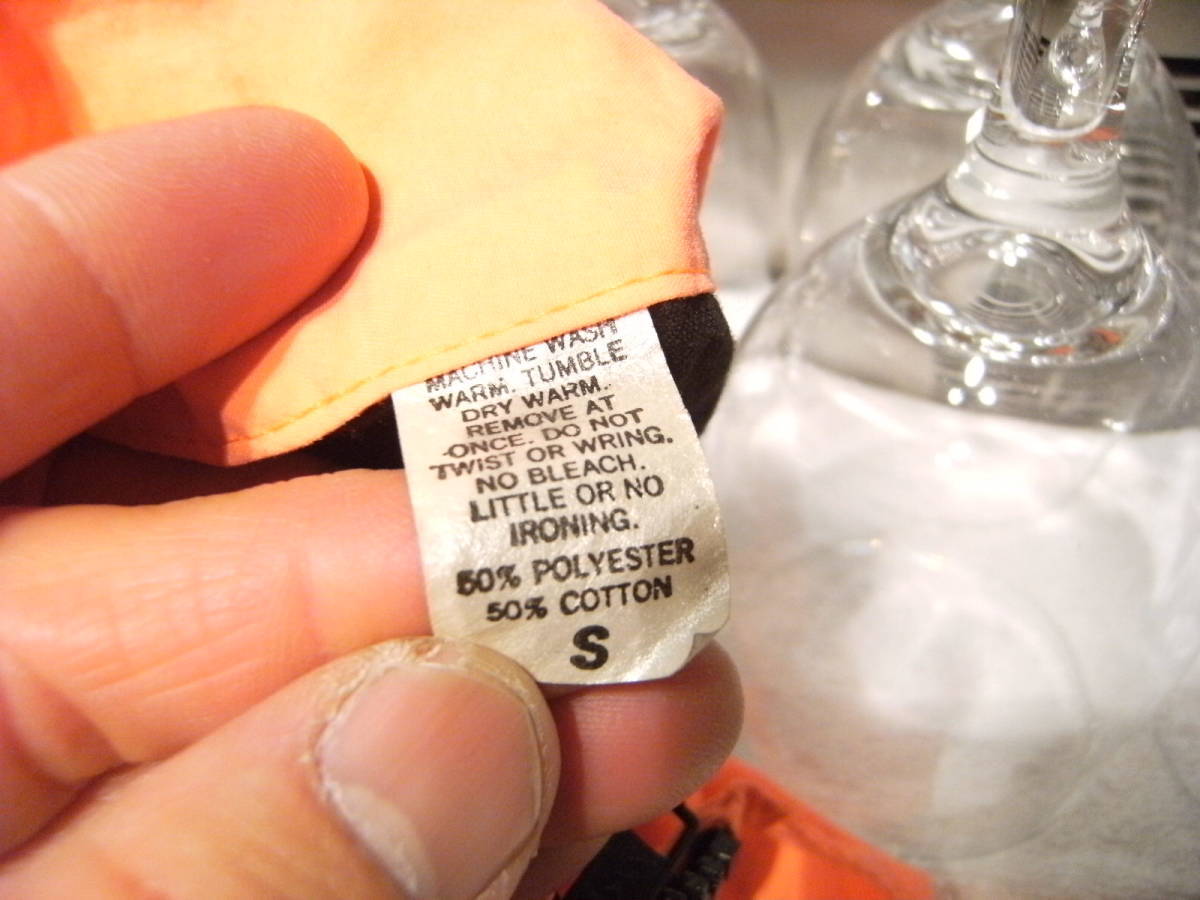 MACHINE WASH
WARM. TUMBLE
DRY WARM.
REMOVE AT
ONCE. DO NOT
TWIST OR WRING.
NO BLEACH.
LITTLE OR NO
IRONING.
50% POLYESTER
50% COTTON
S